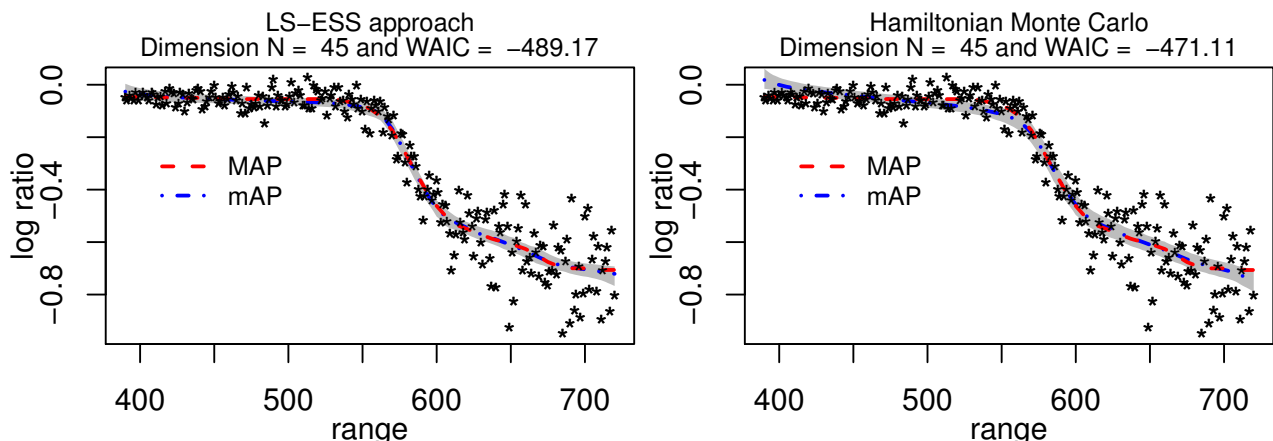 LS−ESS approach
Dimension N =  45 and WAIC =  −489.17
log ratio
0.0
−0.4
−0.8
MAP
mAP
400 500 600 700
range
Hamiltonian Monte Carlo
Dimension N =  45 and WAIC =  −471.11
log ratio
0.0
−0.4
−0.8
MAP
mAP
400 500 600 700
range